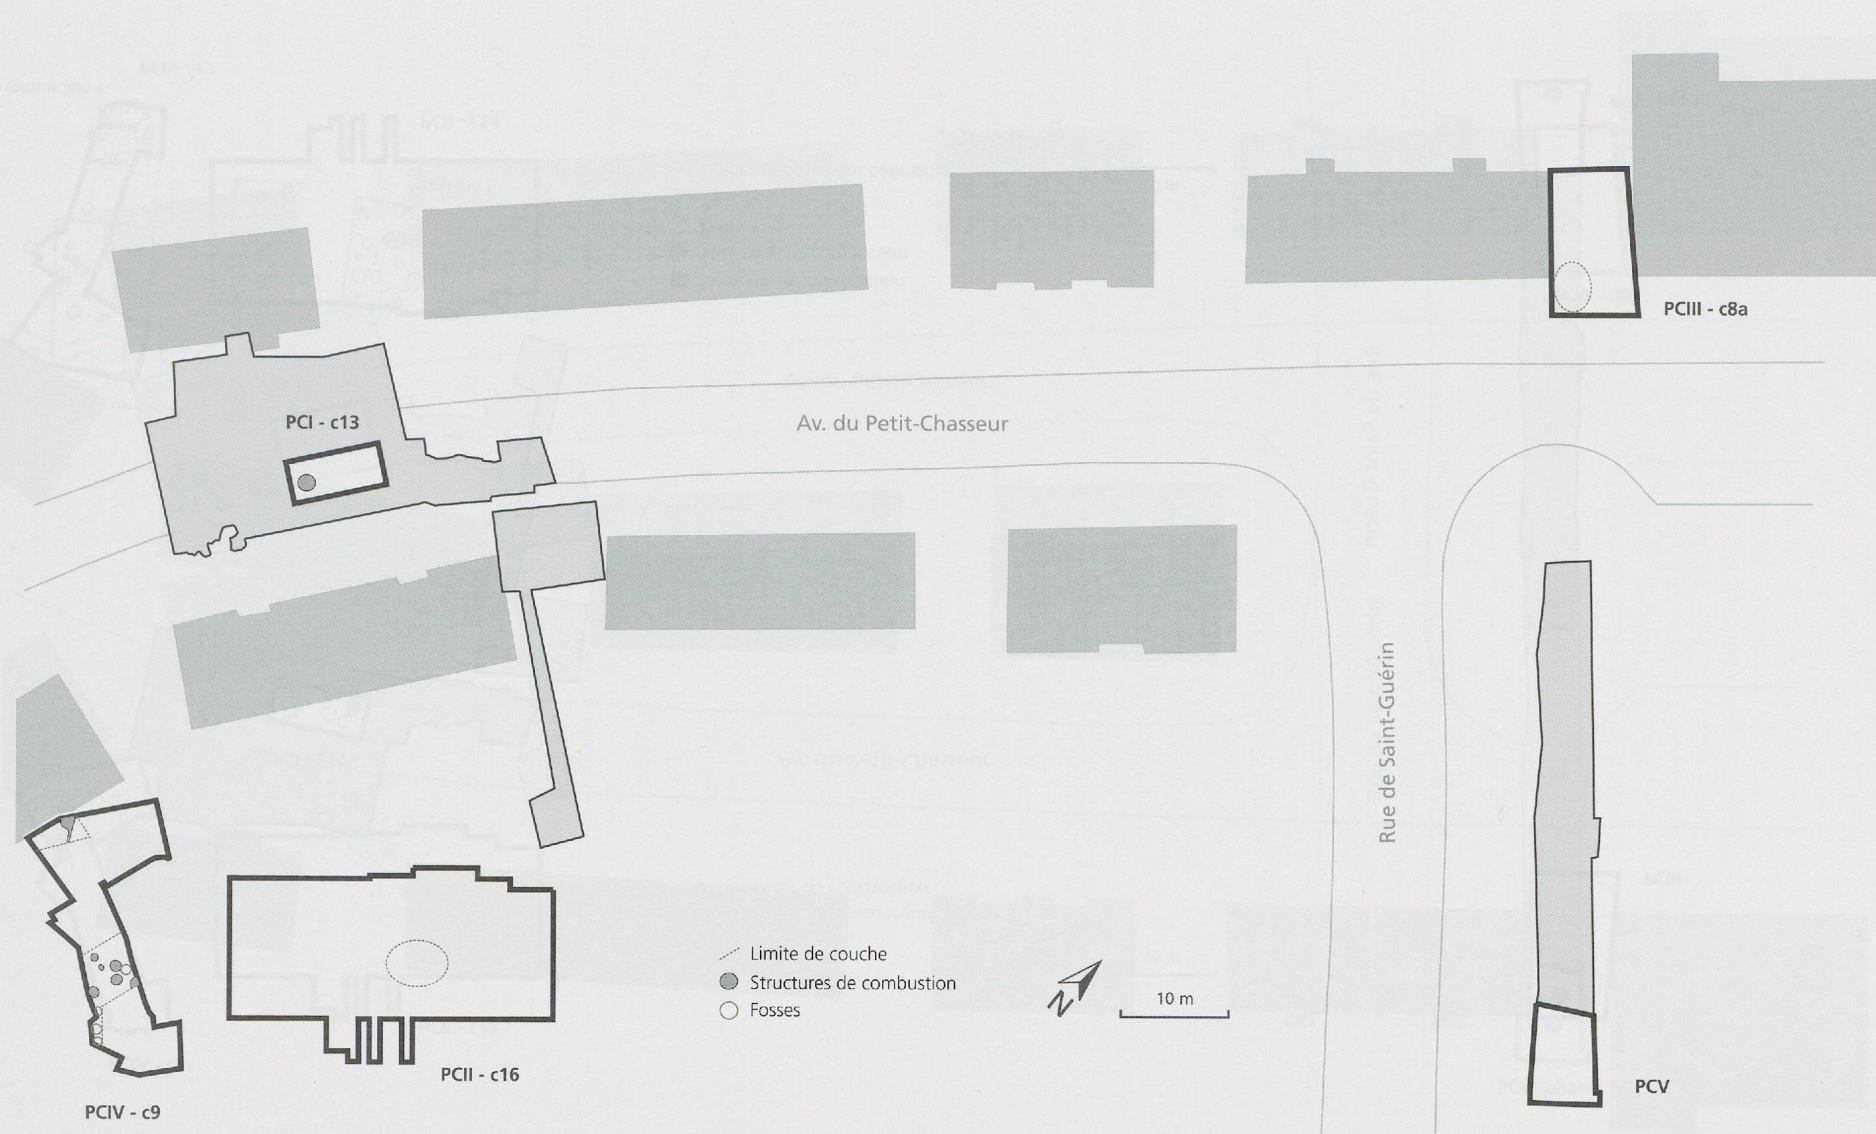 PCIII - c8a
PCI - c13
Av. du Petit-Chasseur
Rue de Saint-Guérin
Limite de couche
Structures de combustion
Fosses
N
10 m
PCII - c16
PCV
PCIV - c9